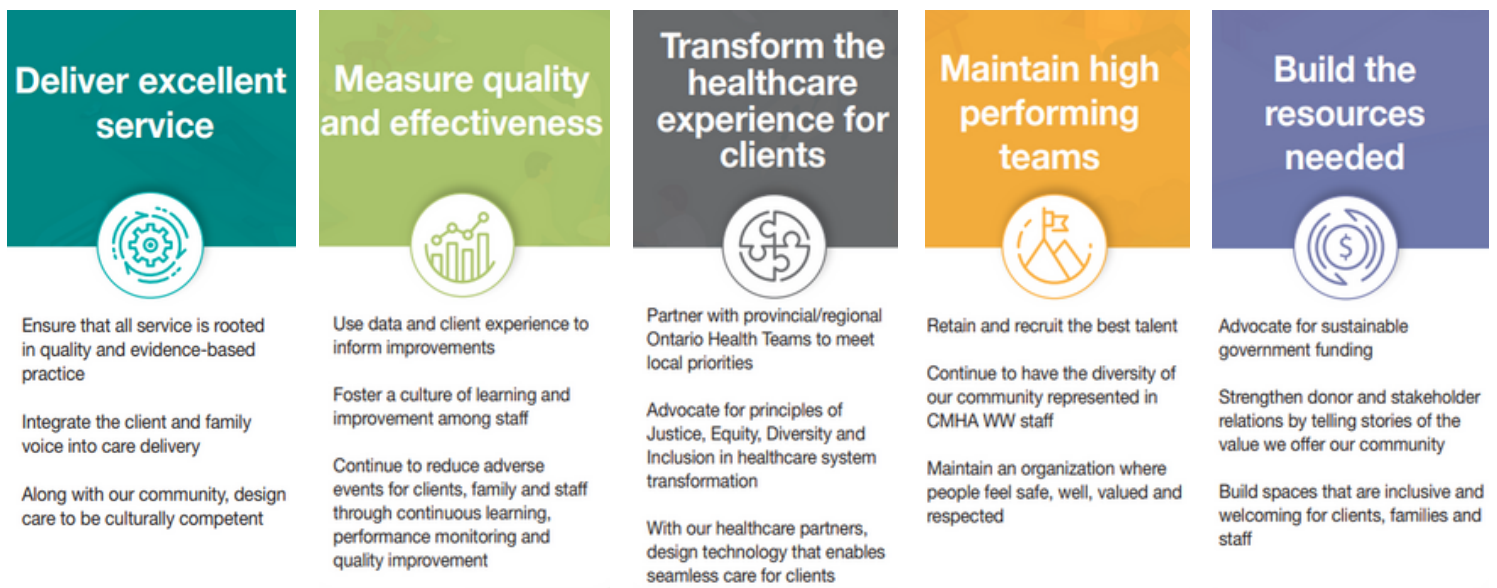 Deliver excellent
service
Ensure that all service is rooted
in quality and evidence-based
practice
Integrate the client and family
voice into care delivery
Along with our community, design
care to be culturally competent
Measure quality
and effectiveness
Use data and client experience to
inform improvements
Foster a culture of learning and
improvement among staff
Continue to reduce adverse
events for clients, family and staff
through continuous learning,
performance monitoring and
quality improvement
Transform the
healthcare
experience for
clients
Partner with provincial/regional
Ontario Health Teams to meet
local priorities
Advocate for principles of
Justice, Equity, Diversity and
Inclusion in healthcare system
transformation
With our healthcare partners,
design technology that enables
seamless care for clients
Maintain high
performing
teams
Retain and recruit the best talent
Continue to have the diversity of
our community represented in
CMHA WW staff
Maintain an organization where
people feel safe, well, valued and
respected
Build the
resources
needed
$
Advocate for sustainable
government funding
Strengthen donor and stakeholder
relations by telling stories of the
value we offer our community
Build spaces that are inclusive and
welcoming for clients, families and
staff